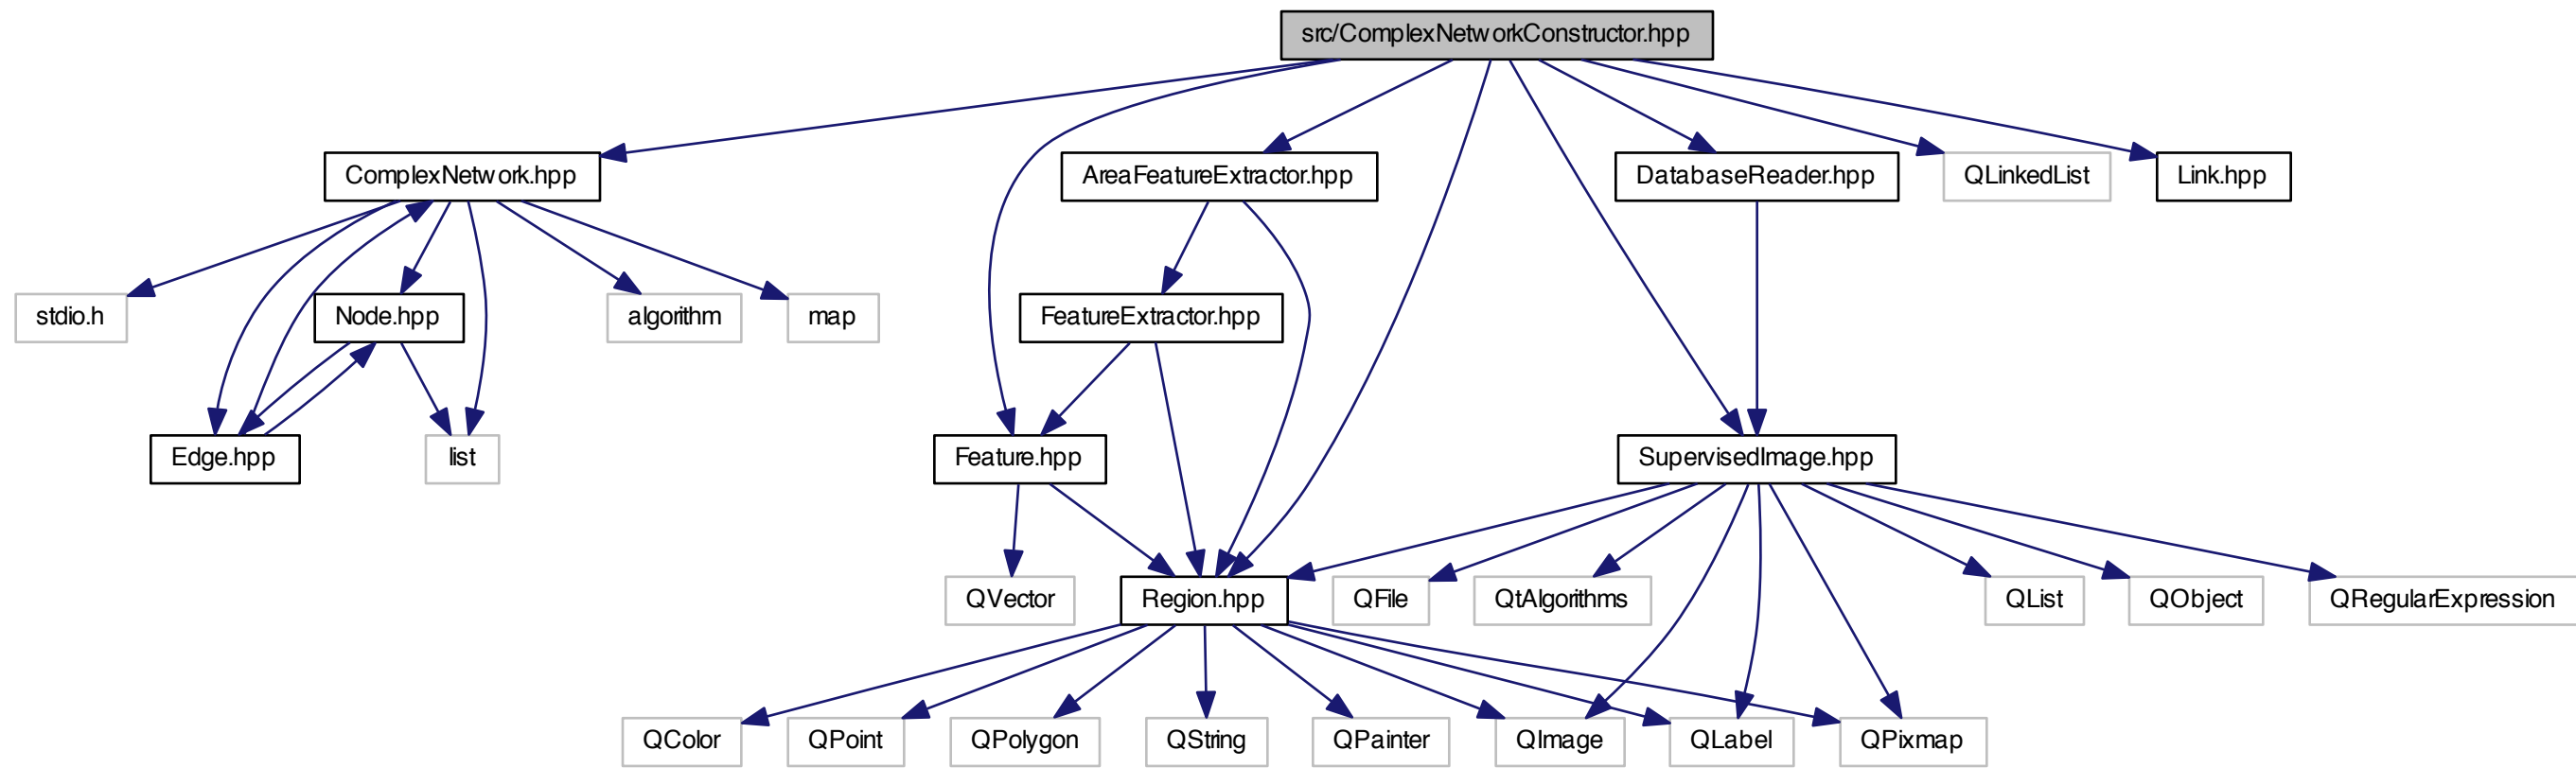 src/ComplexNetworkConstructor.hpp
ComplexNetwork.hpp
AreaFeatureExtractor.hpp
DatabaseReader.hpp
QLinkedList
Link.hpp
stdio.h
Node.hpp
algorithm
map
FeatureExtractor.hpp
Edge.hpp
list
Feature.hpp
SupervisedImage.hpp
QVector
Region.hpp
QFile
QtAlgorithms
QList
QObject
QRegularExpression
QColor
QPoint
QPolygon
QString
QPainter
QImage
QLabel
QPixmap